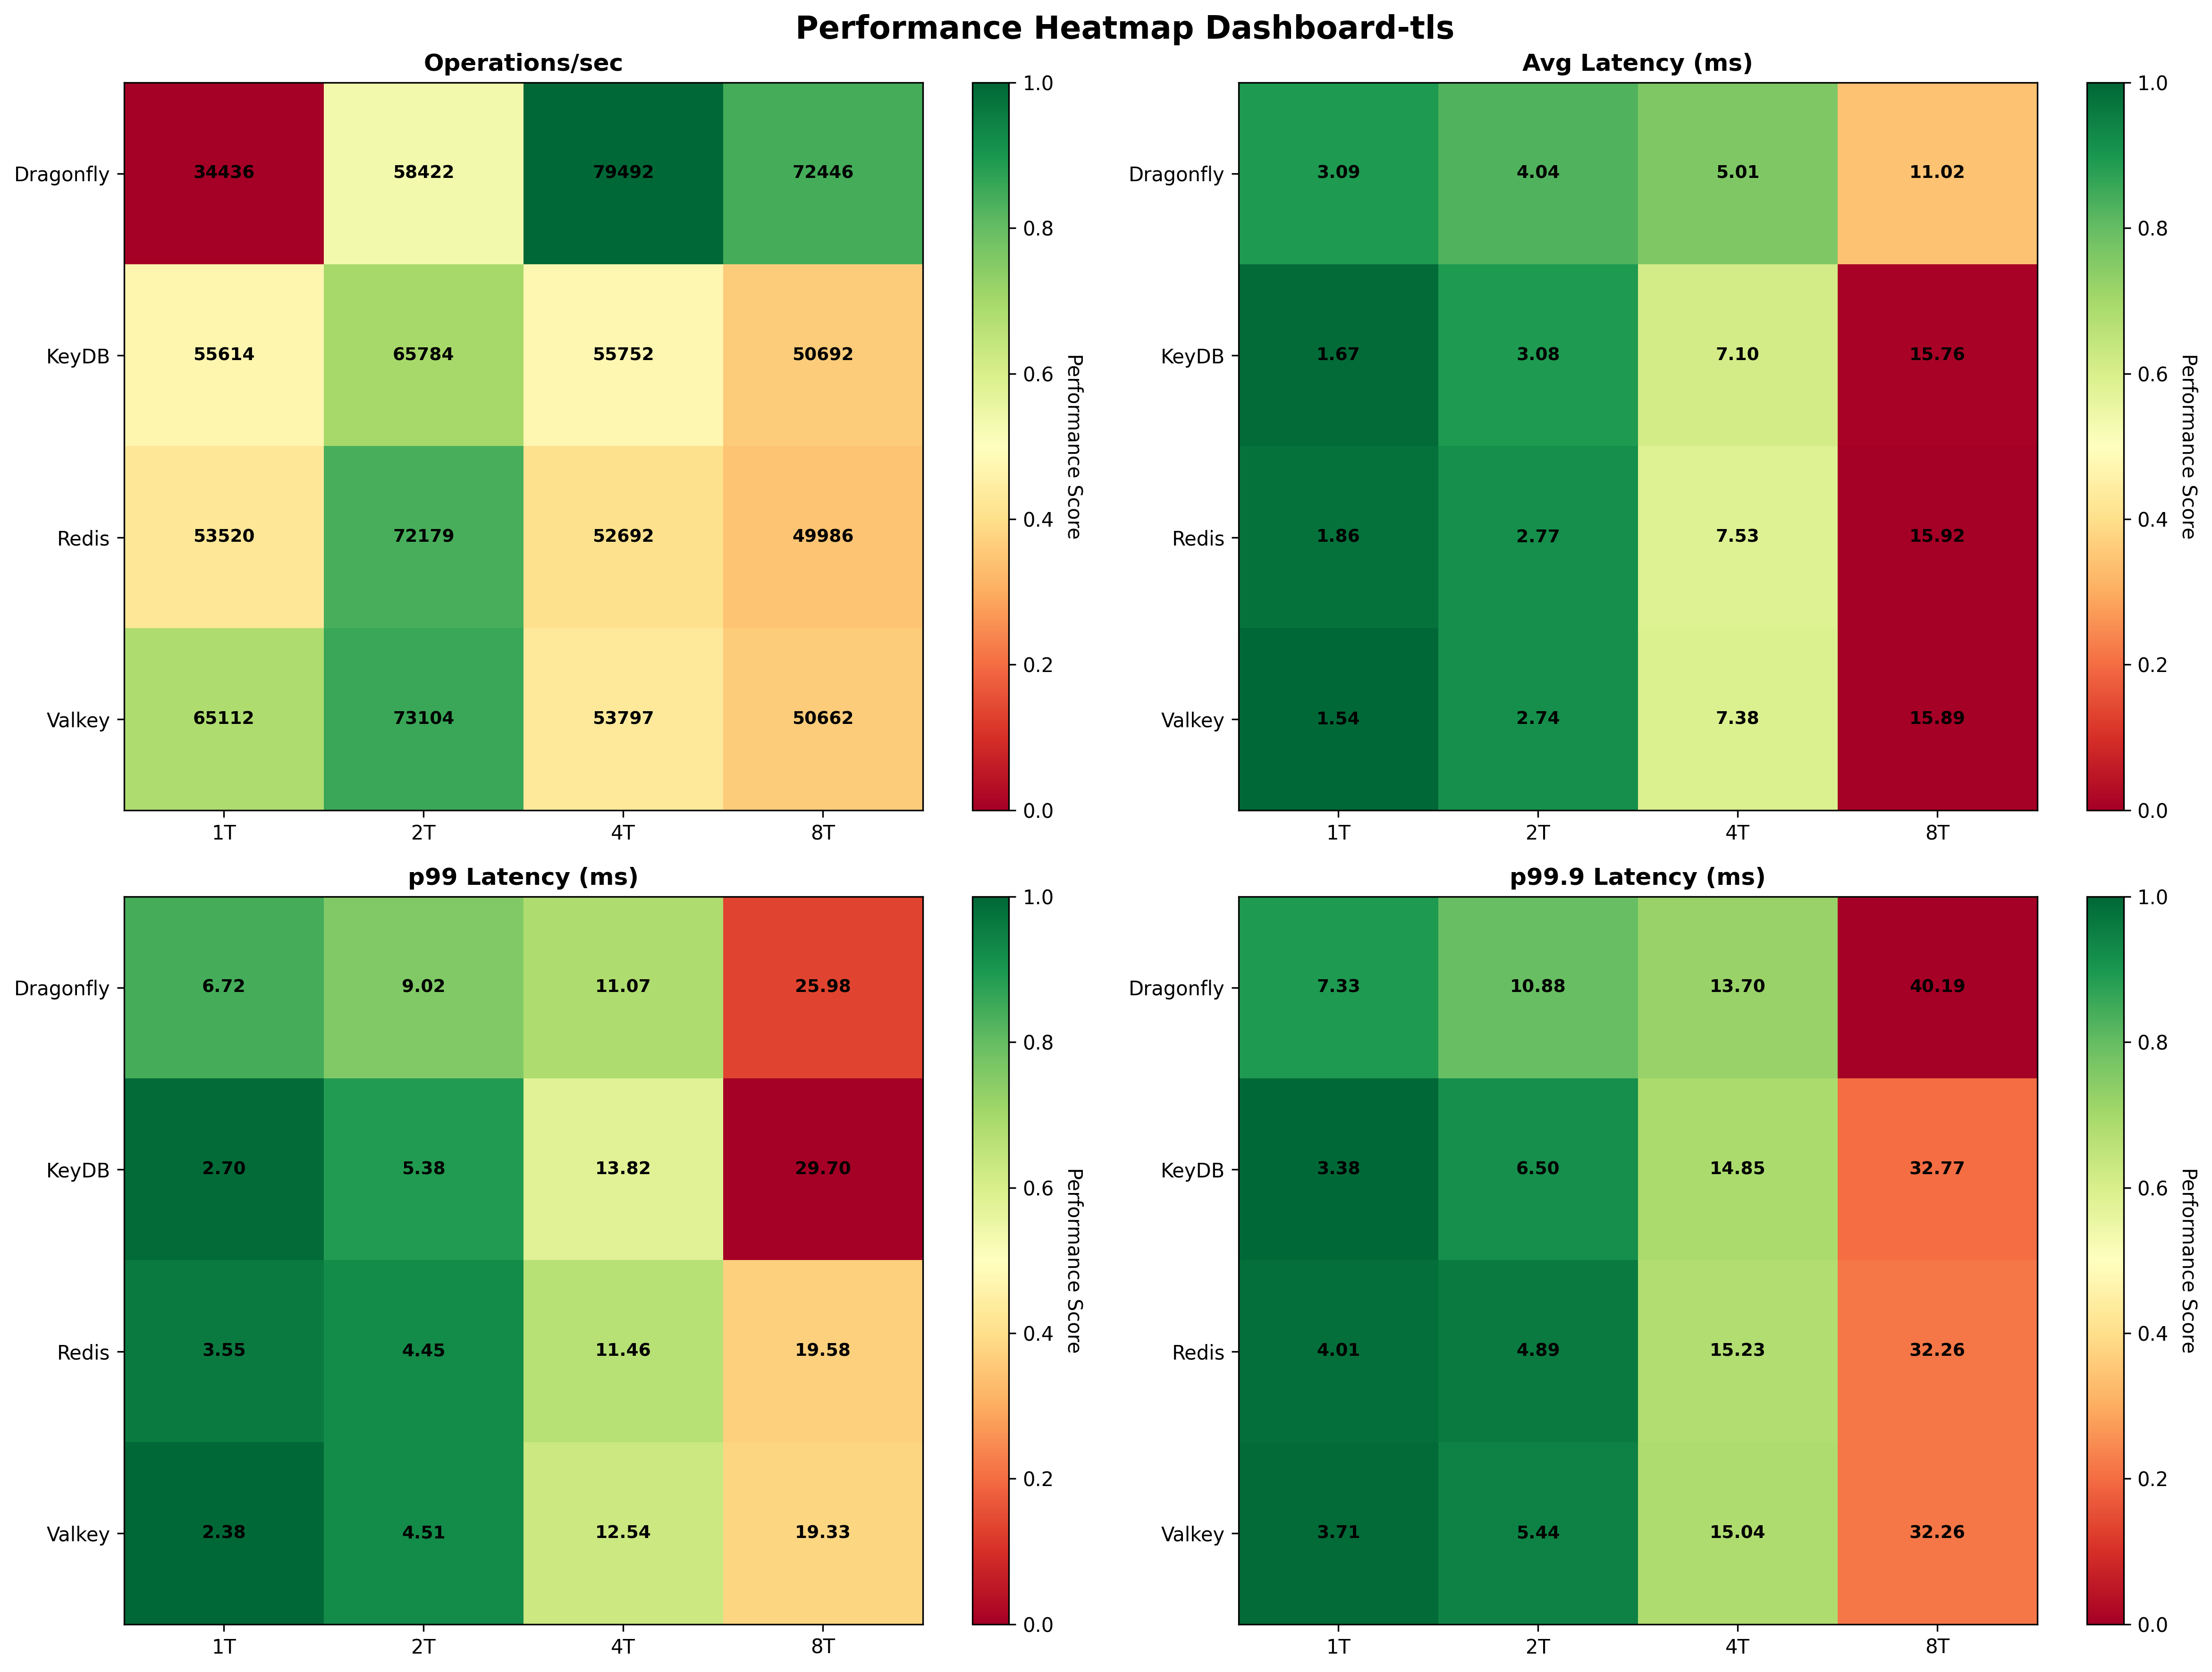 Performance Heatmap Dashboard-tls
Operations/sec
Dragonfly 34436 58422 79492 72446
KeyDB 55614 65784 55752 50692
Redis 53520 72179 52692 49986
Valkey 65112 73104 53797 50662
1T 2T 4T 8T
1.0
0.8
0.6
0.4
0.2
0.0
Performance Score
Avg Latency (ms)
Dragonfly 3.09 4.04 5.01 11.02
KeyDB 1.67 3.08 7.10 15.76
Redis 1.86 2.77 7.53 15.92
Valkey 1.54 2.74 7.38 15.89
1T 2T 4T 8T
1.0
0.8
0.6
0.4
0.2
0.0
Performance Score
p99 Latency (ms)
Dragonfly 6.72 9.02 11.07 25.98
KeyDB 2.70 5.38 13.82 29.70
Redis 3.55 4.45 11.46 19.58
Valkey 2.38 4.51 12.54 19.33
1T 2T 4T 8T
1.0
0.8
0.6
0.4
0.2
0.0
Performance Score
p99.9 Latency (ms)
Dragonfly 7.33 10.88 13.70 40.19
KeyDB 3.38 6.50 14.85 32.77
Redis 4.01 4.89 15.23 32.26
Valkey 3.71 5.44 15.04 32.26
1T 2T 4T 8T
1.0
0.8
0.6
0.4
0.2
0.0
Performance Score